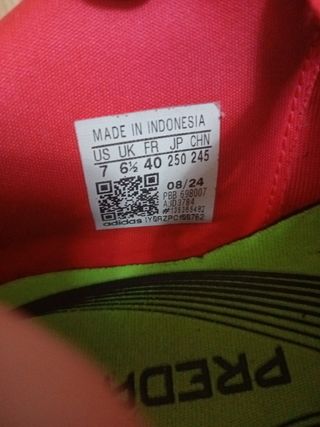 MADE IN INDONESIA
US UK FR JP CHN
7 6½ 40 250 245
08/24
PBB 698007
adidas
PRED